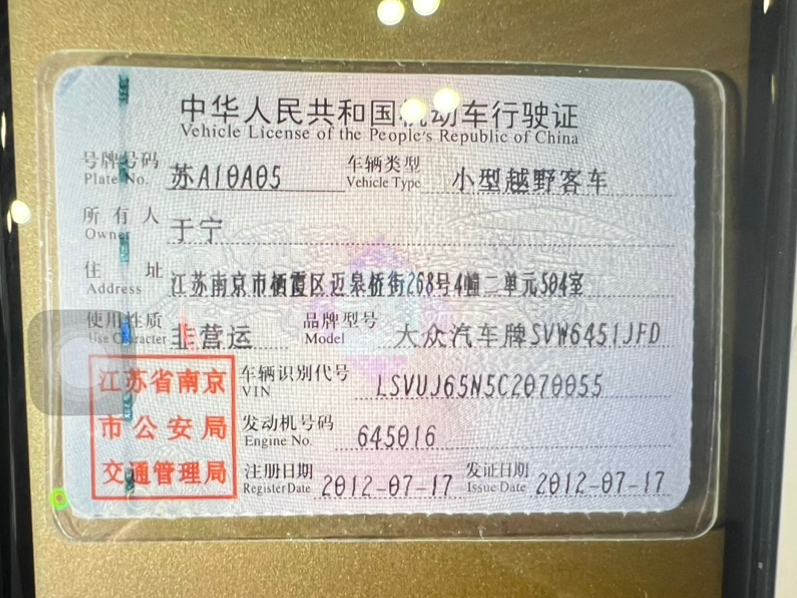 中华人民共和国机动车行驶证
Vehicle License of the People's Republic of China
号牌号码 苏A10A05 车辆类型 小型越野客车
Plate No. Vehicle Type
所有人 于宁
Owner
住址 江苏南京市栖霞区迈皋桥街268号4幢二单元504室
Address
使用性质 非营运 品牌型号 大众汽车牌SVW6451JFD
Use Character Model
江苏省南京
市公安局
交通管理局
车辆识别代号 LSVUJ65N5C2070055
VIN
发动机号码 645016
Engine No.
注册日期 2012-07-17 发证日期 2012-07-17
Register Date Issue Date